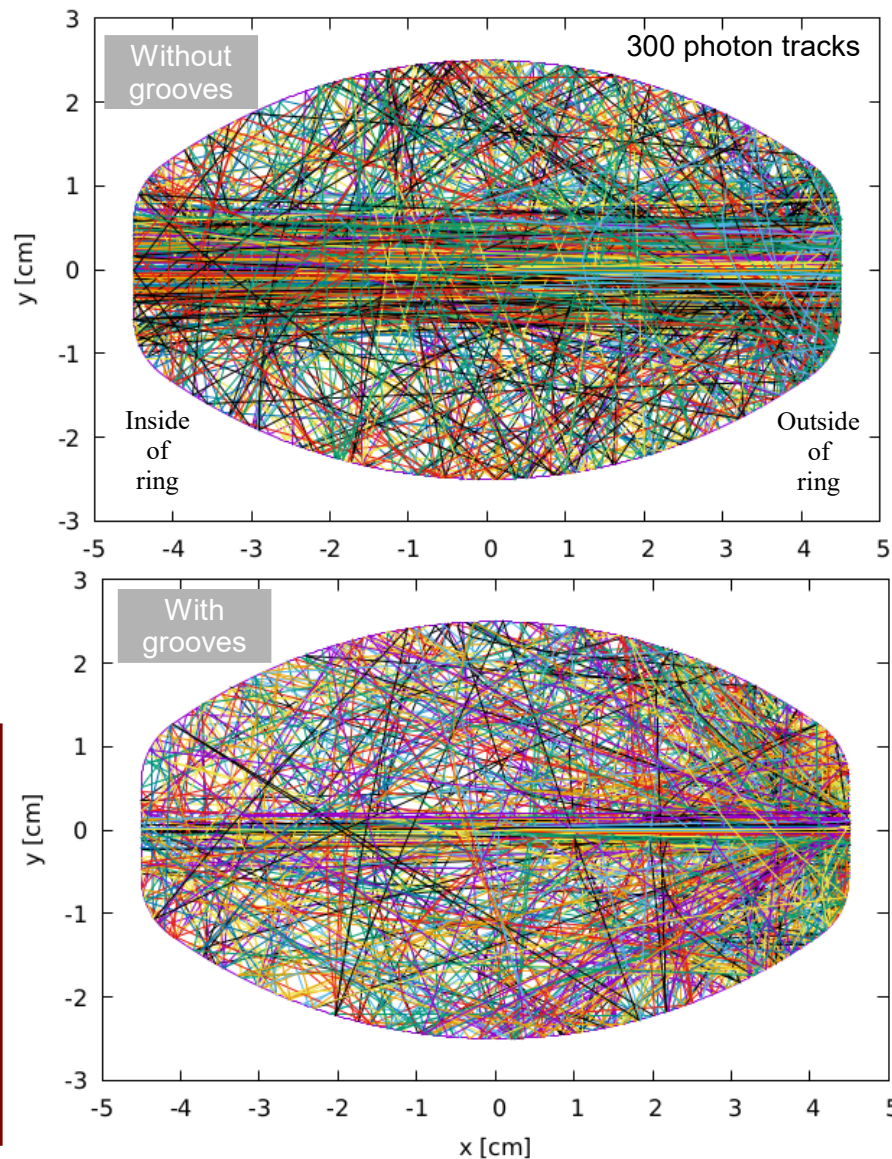 3
2
1
0
-1
-2
-3
y [cm]
Without
grooves
300 photon tracks
Inside
of
ring
Outside
of
ring
-5 -4 -3 -2 -1 0 1 2 3 4 5
3
2
1
0
-1
-2
-3
y [cm]
With
grooves
-5 -4 -3 -2 -1 0 1 2 3 4 5
x [cm]